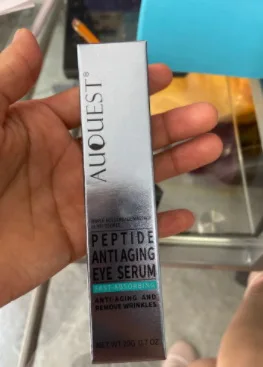 AUQUEST®
PEPTIDE
ANTI AGING
EYE SERUM
FAST ABSORBING
ANTI-AGING AND
REMOVE WRINKLES